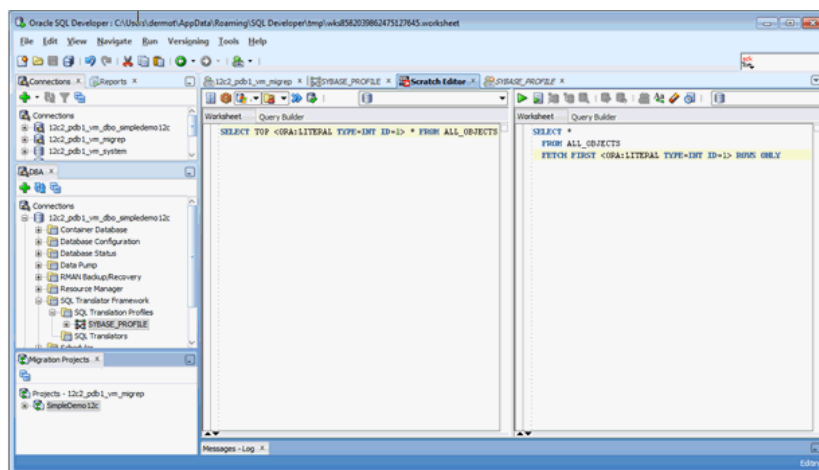 Oracle SQL Developer : C:\Users\dermot\AppData\Roaming\SQL Developer\tmp\wks8582039862475127645.worksheet
File Edit View Navigate Run Versioning Tools Help
Connections Reports
Connections
12c2_pdb1_vm_dbo_simpledemo12c
12c2_pdb1_vm_migrep
12c2_pdb1_vm_system
DBA
Connections
12c2_pdb1_vm_dbo_simpledemo12c
Container Database
Database Configuration
Database Status
Data Pump
RMAN Backup/Recovery
Resource Manager
SQL Translator Framework
SQL Translation Profiles
SYBASE_PROFILE
SQL Translators
Scheduler
Migration Projects
Projects - 12c2_pdb1_vm_migrep
SimpleDemo12c
12c2_pdb1_vm_migrep SYBASE_PROFILE Scratch Editor SYBASE_PROFILE
Worksheet Query Builder
SELECT TOP <ORA:LITERAL TYPE=INT ID=1> * FROM ALL_OBJECTS
Worksheet Query Builder
SELECT *
FROM ALL_OBJECTS
FETCH FIRST <ORA:LITERAL TYPE=INT ID=1> ROWS ONLY
Messages - Log